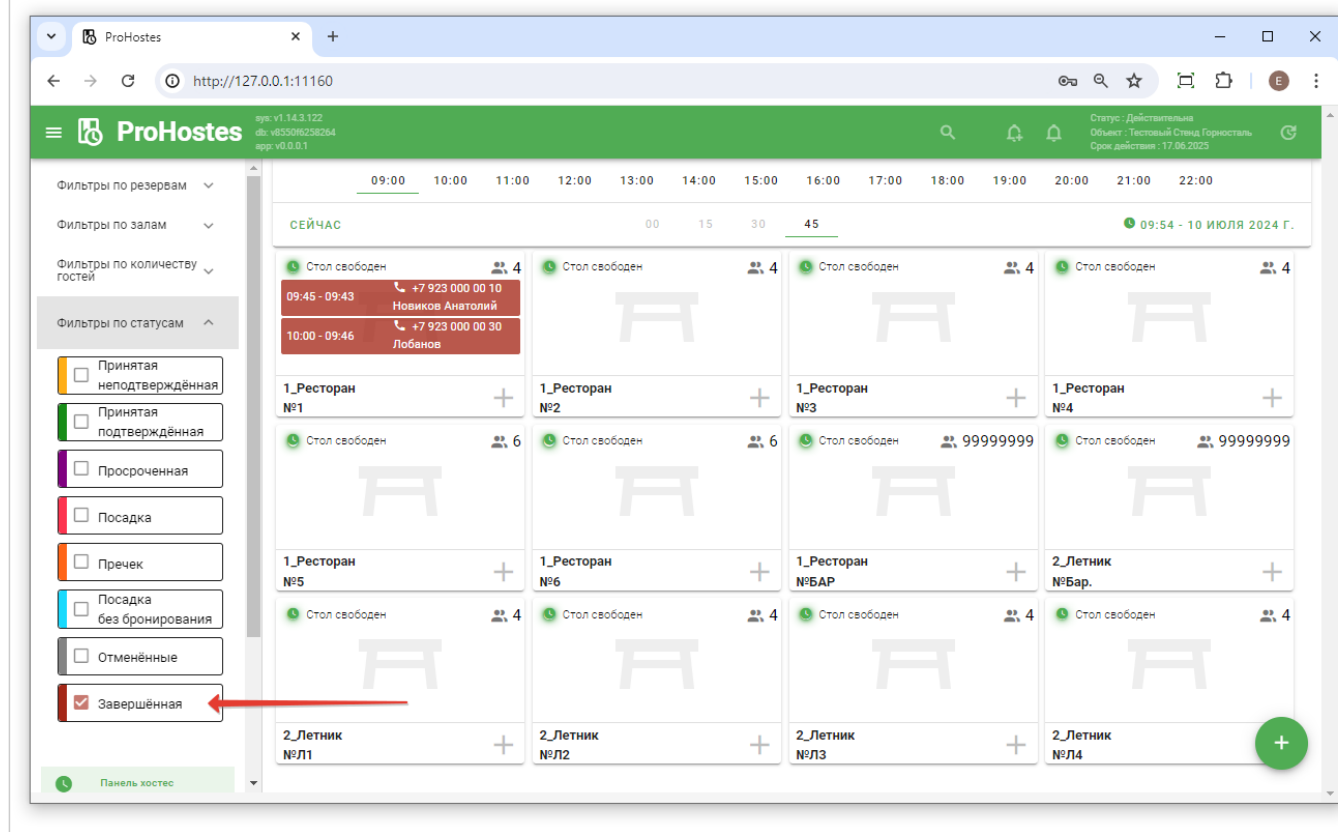 ProHostes
http://127.0.0.1:11160
E
ProHostes
sys: v1.14.3.122
db: v8550f6258264
app: v0.0.0.1
Статус : Действительна
Объект : Тестовый Стенд Горносталь
Срок действия : 17.06.2025
Фильтры по резервам
Фильтры по залам
Фильтры по количеству
гостей
Фильтры по статусам
Принятая
неподтверждённая
Принятая
подтверждённая
Просроченная
Посадка
Пречек
Посадка
без бронирования
Отменённые
Завершённая
Панель хостес
09:00 10:00 11:00 12:00 13:00 14:00 15:00 16:00 17:00 18:00 19:00 20:00 21:00 22:00
СЕЙЧАС 00 15 30 45 09:54 - 10 ИЮЛЯ 2024 Г.
Стол свободен 4
09:45 - 09:43 +7 923 000 00 10
Новиков Анатолий
10:00 - 09:46 +7 923 000 00 30
Лобанов
1_Ресторан
№1
Стол свободен 4
1_Ресторан
№2
Стол свободен 4
1_Ресторан
№3
Стол свободен 4
1_Ресторан
№4
Стол свободен 6
1_Ресторан
№5
Стол свободен 6
1_Ресторан
№6
Стол свободен 99999999
1_Ресторан
№БАР
Стол свободен 99999999
2_Летник
№Бар.
Стол свободен 4
2_Летник
№Л1
Стол свободен 4
2_Летник
№Л2
Стол свободен 4
2_Летник
№Л3
Стол свободен 4
2_Летник
№Л4